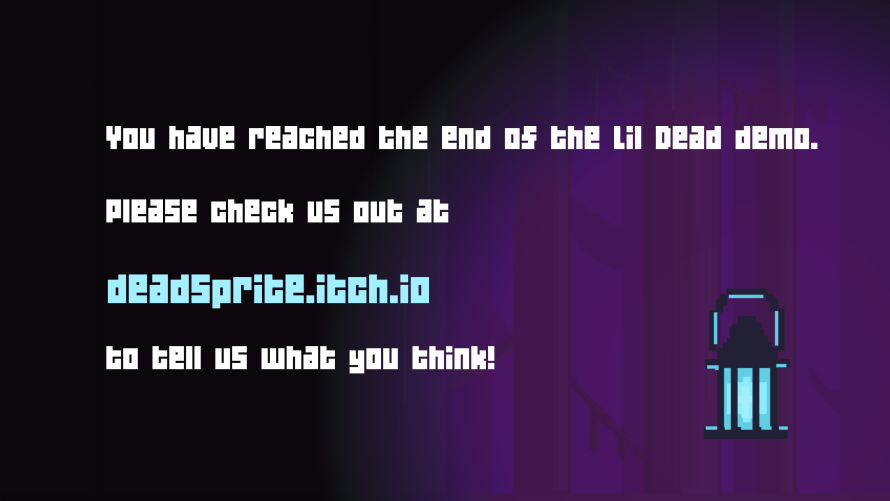 You have reached the end of the Lil Dead demo.
Please check us out at
deadsprite.itch.io
to tell us what you think!